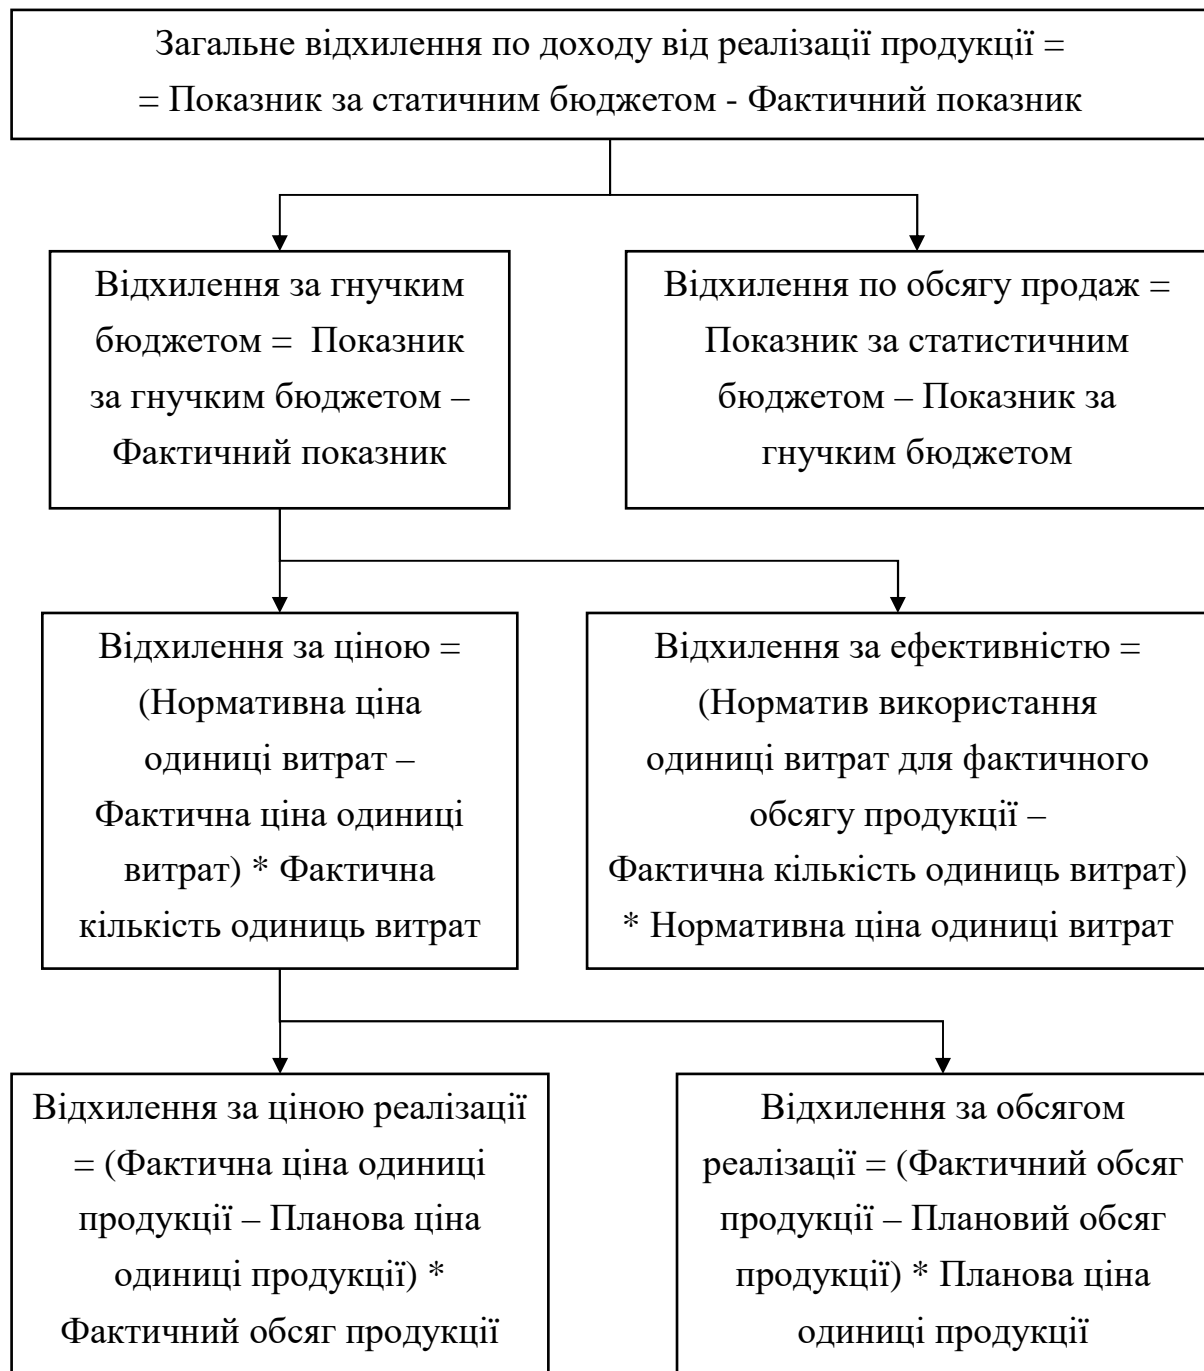 Загальне відхилення по доходу від реалізації продукції =
= Показник за статичним бюджетом - Фактичний показник
Відхилення за гнучким
бюджетом = Показник
за гнучким бюджетом –
Фактичний показник
Відхилення по обсягу продаж =
Показник за статистичним
бюджетом – Показник за
гнучким бюджетом
Відхилення за ціною =
(Нормативна ціна
одиниці витрат –
Фактична ціна одиниці
витрат) * Фактична
кількість одиниць витрат
Відхилення за ефективністю =
(Норматив використання
одиниці витрат для фактичного
обсягу продукції –
Фактична кількість одиниць витрат)
* Нормативна ціна одиниці витрат
Відхилення за ціною реалізації
= (Фактична ціна одиниці
продукції – Планова ціна
одиниці продукції) *
Фактичний обсяг продукції
Відхилення за обсягом
реалізації = (Фактичний обсяг
продукції – Плановий обсяг
продукції) * Планова ціна
одиниці продукції